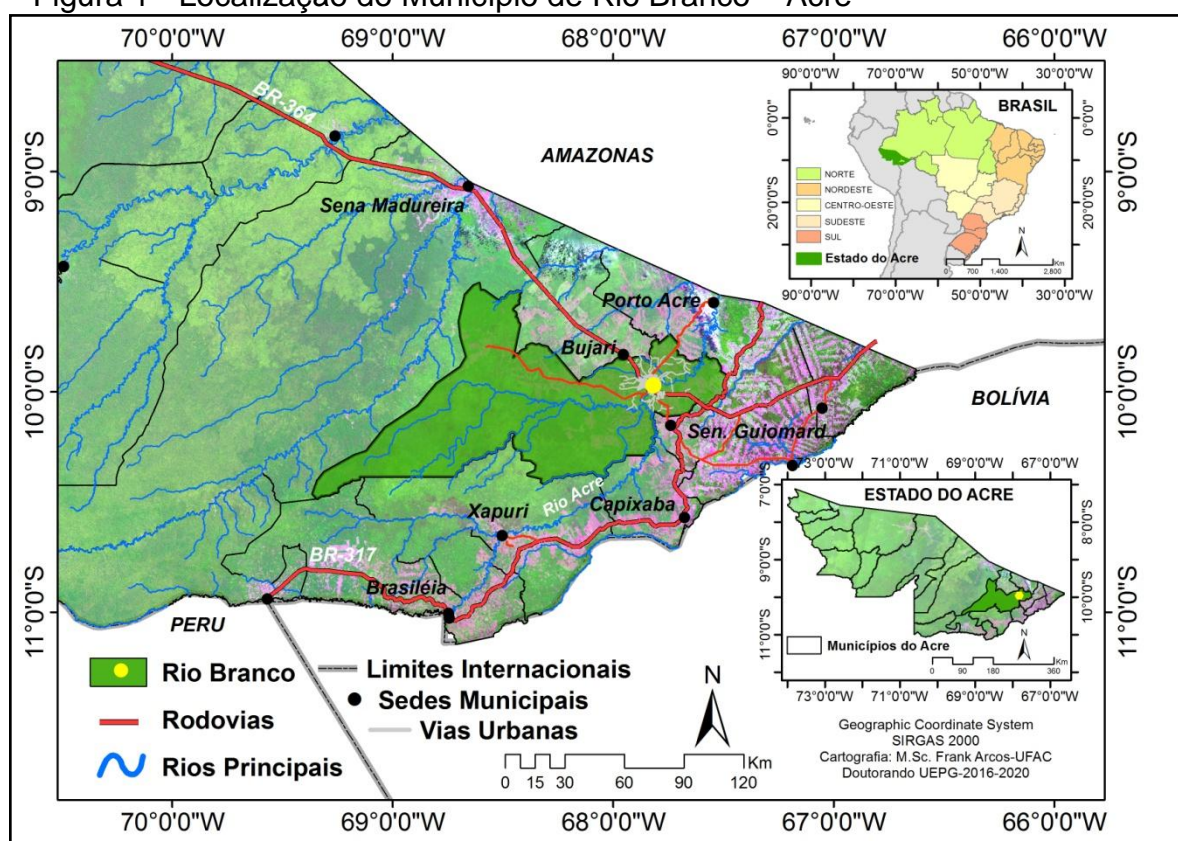 Figura 1 - Localização do Município de Rio Branco – Acre
70°0'0"W 69°0'0"W 68°0'0"W 67°0'0"W 66°0'0"W
90°0'0"W 70°0'0"W 50°0'0"W 30°0'0"W
BRASIL
0°0'0"
20°0'0"S
0°0'0"
20°0'0"S
NORTE
NORDESTE
CENTRO-OESTE
SUDESTE
SUL
Estado do Acre
N
0 700 1.400 2.800 Km
90°0'0"W 70°0'0"W 50°0'0"W 30°0'0"W
BR-364
AMAZONAS
9°0'0"S
9°0'0"S
Sena Madureira
Porto Acre
Bujari
10°0'0"S
10°0'0"S
BOLÍVIA
Sen. Guiomard
Rio Acre
Capixaba
Xapuri
BR-317
Brasiléia
11°0'0"S
11°0'0"S
PERU
73°0'0"W 71°0'0"W 69°0'0"W 67°0'0"W
7°0'0"S
ESTADO DO ACRE
8°0'0"S
9°0'0"S
10°0'0"S
11°0'0"S
Municípios do Acre
N
0 90 180 360 Km
73°0'0"W 71°0'0"W 69°0'0"W 67°0'0"W
Rio Branco
Rodovias
Rios Principais
Limites Internacionais
Sedes Municipais
Vias Urbanas
N
0 15 30 60 90 120 Km
Geographic Coordinate System
SIRGAS 2000
Cartografia: M.Sc. Frank Arcos-UFAC
Doutorando UEPG-2016-2020
70°0'0"W 69°0'0"W 68°0'0"W 67°0'0"W 66°0'0"W